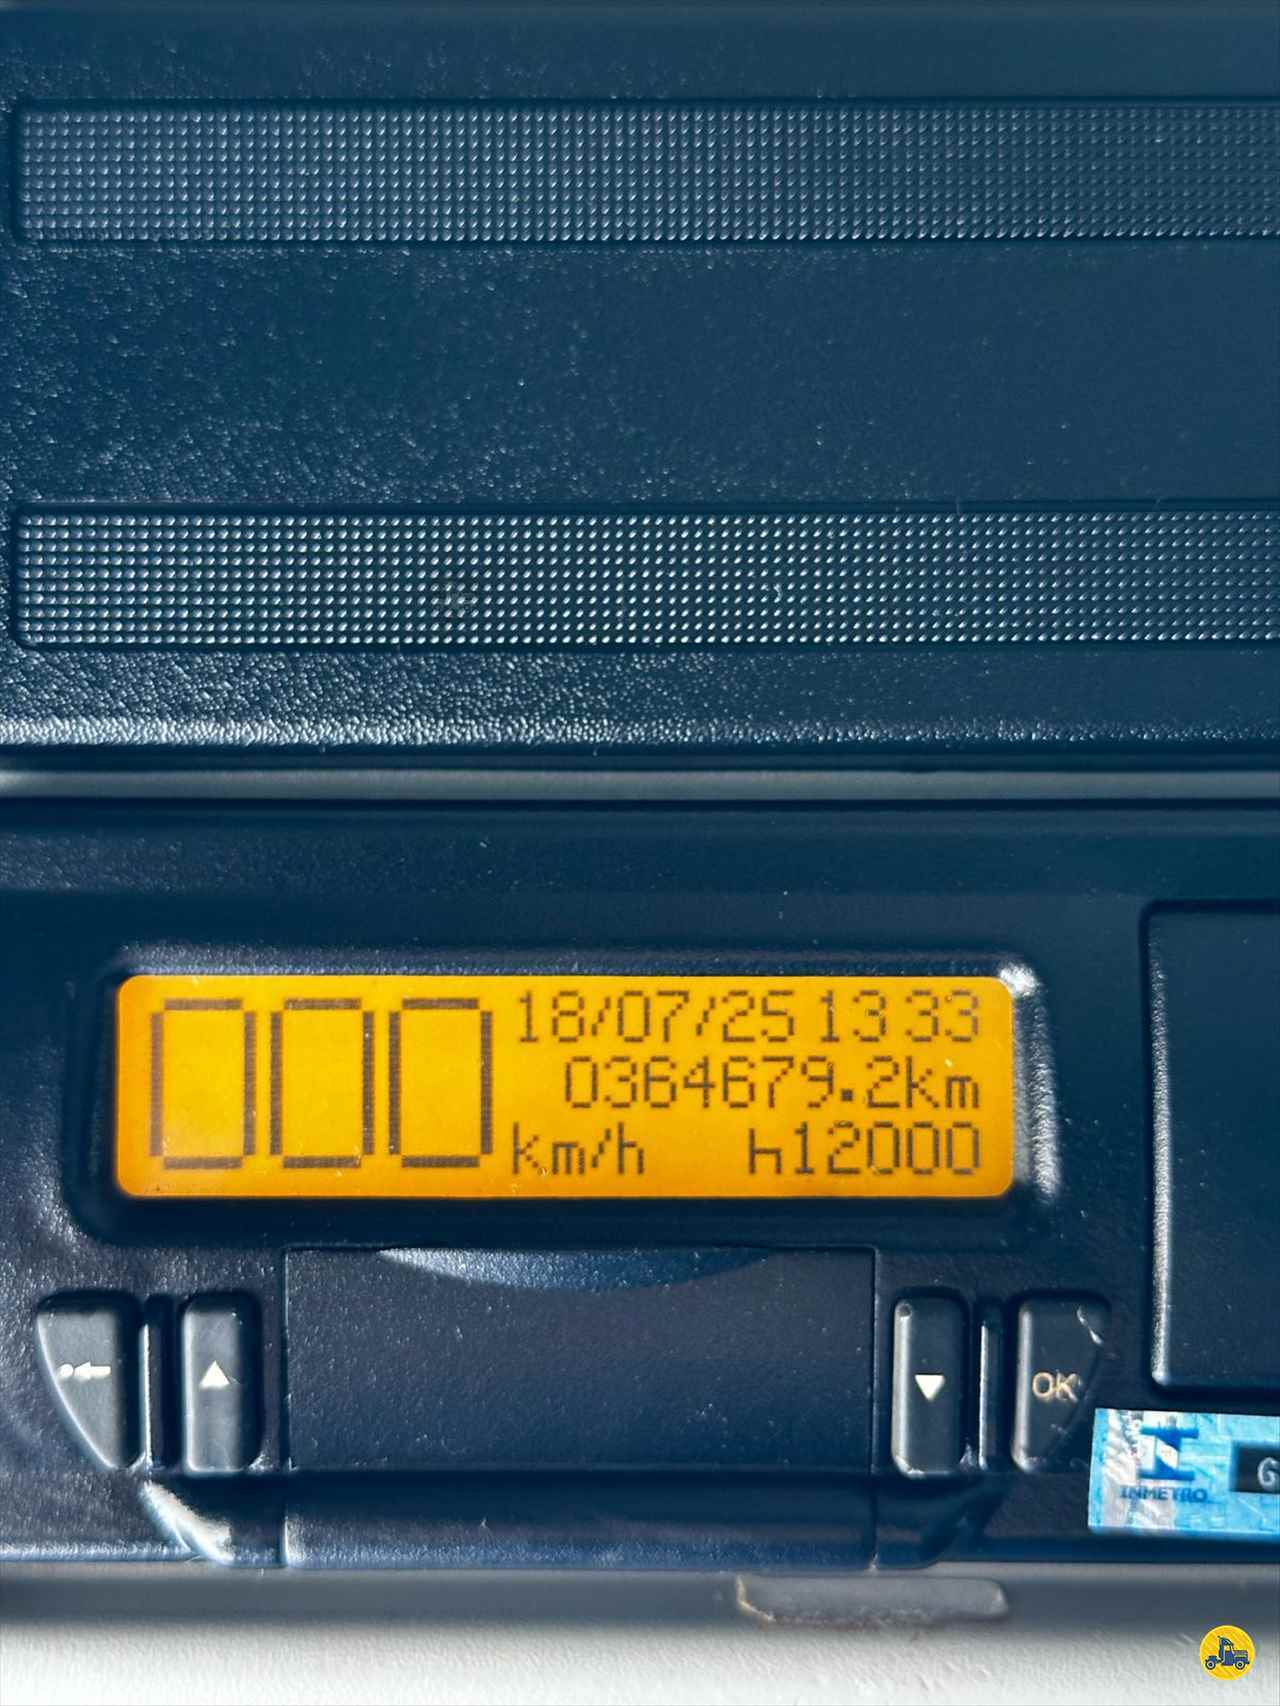 000 18/07/25 13 33
0364679.2km
km/h h12000
OK
INMETRO
G